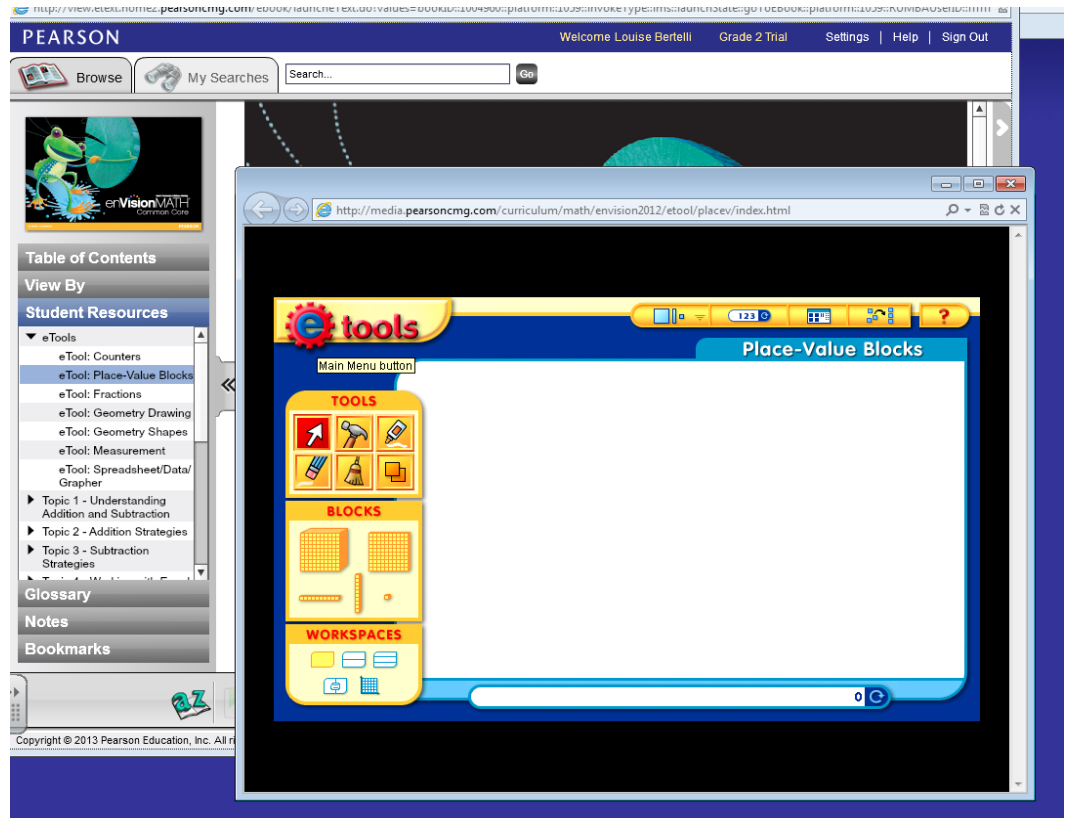 PEARSON
Welcome Louise Bertelli
Grade 2 Trial
Settings | Help | Sign Out
Browse
My Searches
Search...
Go
enVisionMATH
Common Core
PEARSON
Table of Contents
View By
Student Resources
eTools
eTool: Counters
eTool: Place-Value Blocks
eTool: Fractions
eTool: Geometry Drawing
eTool: Geometry Shapes
eTool: Measurement
eTool: Spreadsheet/Data/
Grapher
Topic 1 - Understanding
Addition and Subtraction
Topic 2 - Addition Strategies
Topic 3 - Subtraction
Strategies
Glossary
Notes
Bookmarks
aZ
Copyright © 2013 Pearson Education, Inc. All ri
http://media.pearsoncmg.com/curriculum/math/envision2012/etool/placev/index.html
e tools
123
?
Place-Value Blocks
Main Menu button
TOOLS
BLOCKS
WORKSPACES
0